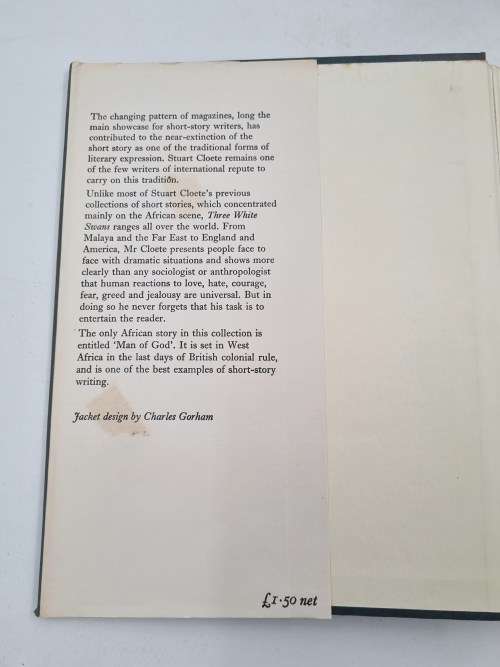 The changing pattern of magazines, long the
main showcase for short-story writers, has
contributed to the near-extinction of the
short story as one of the traditional forms of
literary expression. Stuart Cloete remains one
of the few writers of international repute to
carry on this tradition.
Unlike most of Stuart Cloete's previous
collections of short stories, which concentrated
mainly on the African scene, Three White
Swans ranges all over the world. From
Malaya and the Far East to England and
America, Mr Cloete presents people face to
face with dramatic situations and shows more
clearly than any sociologist or anthropologist
that human reactions to love, hate, courage,
fear, greed and jealousy are universal. But in
doing so he never forgets that his task is to
entertain the reader.
The only African story in this collection is
entitled 'Man of God'. It is set in West
Africa in the last days of British colonial rule,
and is one of the best examples of short-story
writing.
Jacket design by Charles Gorham
£1·50 net